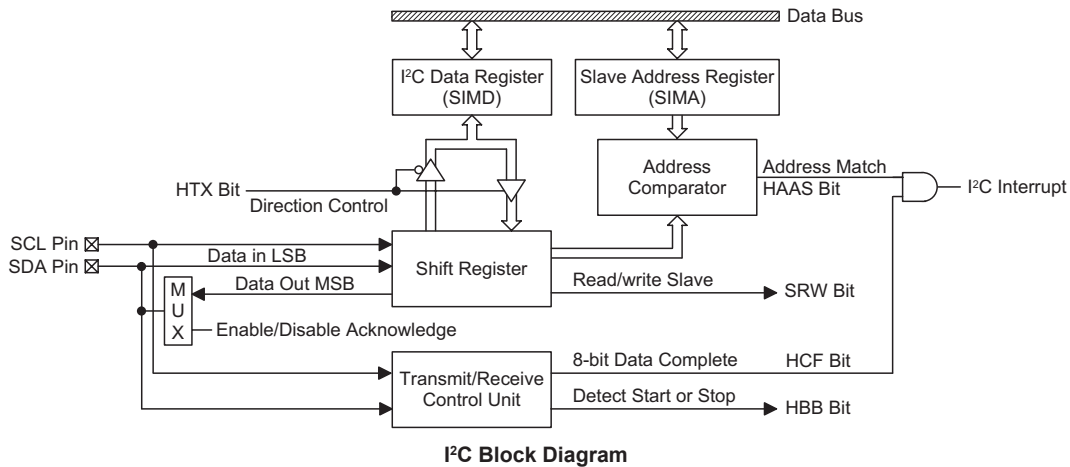 Data Bus
I²C Data Register
(SIMD)
Slave Address Register
(SIMA)
Address
Comparator
Address Match
HAAS Bit
I²C Interrupt
HTX Bit
Direction Control
SCL Pin
SDA Pin
Data in LSB
Shift Register
Data Out MSB
M
U
X
Enable/Disable Acknowledge
Read/write Slave
SRW Bit
Transmit/Receive
Control Unit
8-bit Data Complete
HCF Bit
Detect Start or Stop
HBB Bit
I²C Block Diagram